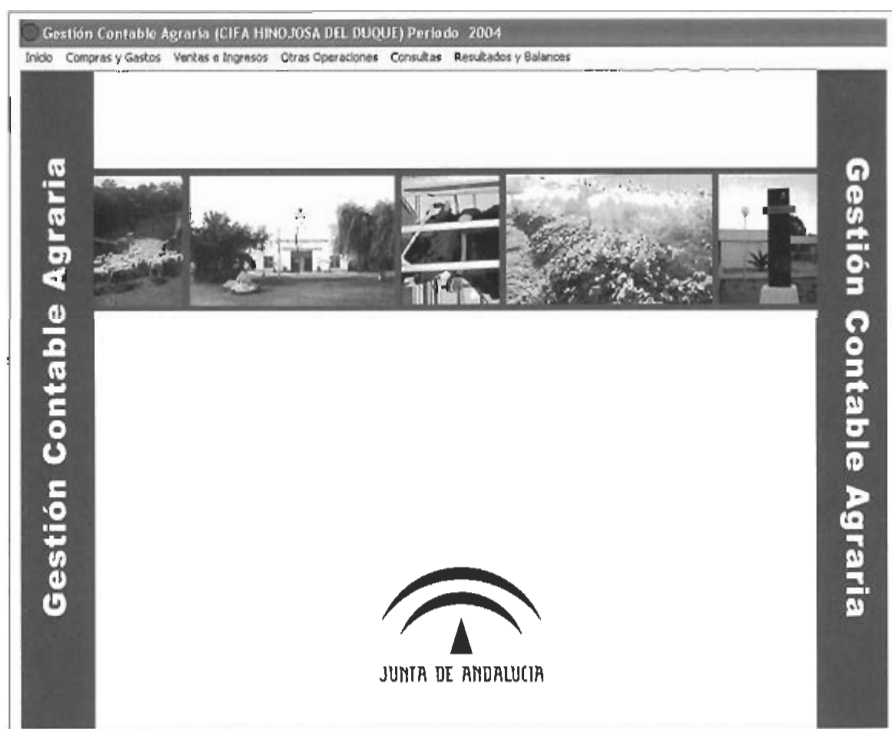 Gestión Contable Agraria (CIFA HINOJOSA DEL DUQUE) Periodo 2004
Inicio Compras y Gastos Ventas e Ingresos Otras Operaciones Consultas Resultados y Balances
Gestión Contable Agraria
Gestión Contable Agraria
JUNTA DE ANDALUCIA